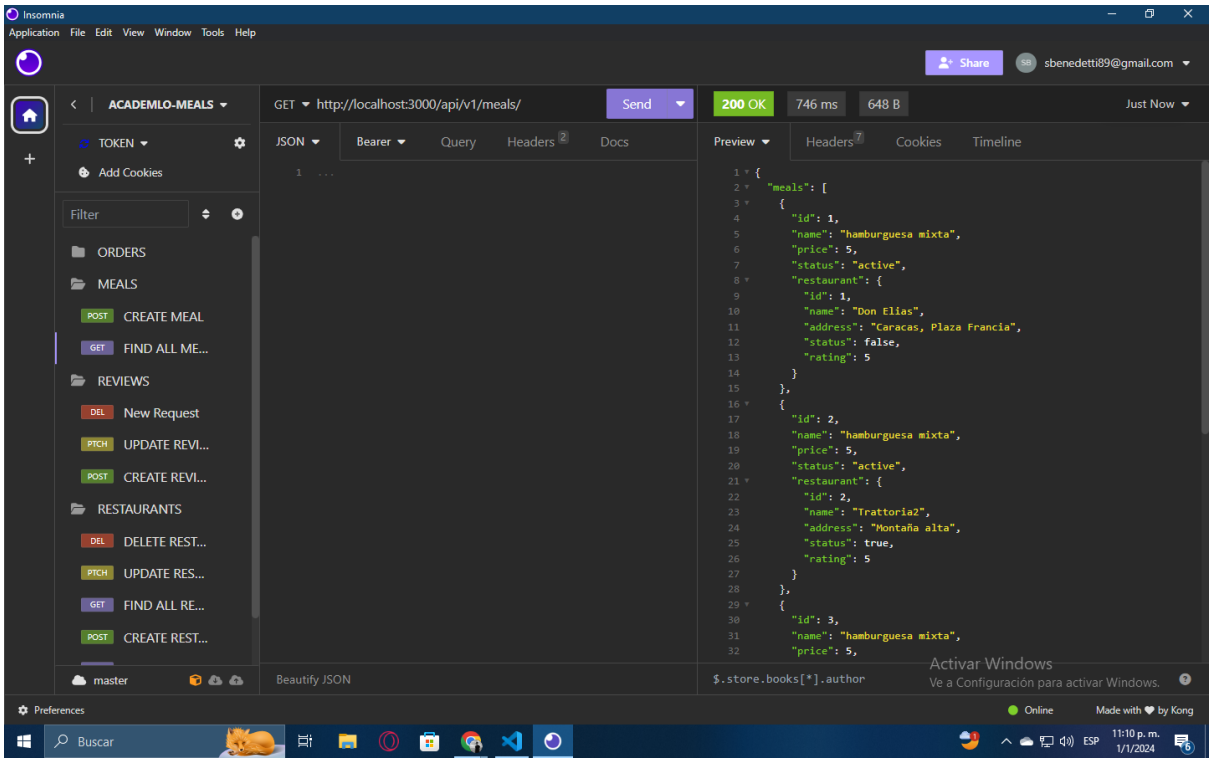 Insomnia
Application File Edit View Window Tools Help
Share
SB
sbenedetti89@gmail.com
ACADEMLO-MEALS
GET http://localhost:3000/api/v1/meals/
Send
200 OK
746 ms
648 B
Just Now
TOKEN
JSON
Bearer
Query
Headers 2
Docs
Preview
Headers 7
Cookies
Timeline
Add Cookies
Filter
ORDERS
MEALS
POST CREATE MEAL
GET FIND ALL ME...
REVIEWS
DEL New Request
PTCH UPDATE REVI...
POST CREATE REVI...
RESTAURANTS
DEL DELETE REST...
PTCH UPDATE RES...
GET FIND ALL RE...
POST CREATE REST...
master
1 ...
Beautify JSON
1 {
2 "meals": [
3 {
4 "id": 1,
5 "name": "hamburguesa mixta",
6 "price": 5,
7 "status": "active",
8 "restaurant": {
9 "id": 1,
10 "name": "Don Elias",
11 "address": "Caracas, Plaza Francia",
12 "status": false,
13 "rating": 5
14 }
15 },
16 {
17 "id": 2,
18 "name": "hamburguesa mixta",
19 "price": 5,
20 "status": "active",
21 "restaurant": {
22 "id": 2,
23 "name": "Trattoria2",
24 "address": "Montaña alta",
25 "status": true,
26 "rating": 5
27 }
28 },
29 {
30 "id": 3,
31 "name": "hamburguesa mixta",
32 "price": 5,
$.store.books[*].author
Activar Windows
Ve a Configuración para activar Windows.
Preferences
Online
Made with ♥ by Kong
Buscar
ESP
11:10 p. m.
1/1/2024
6